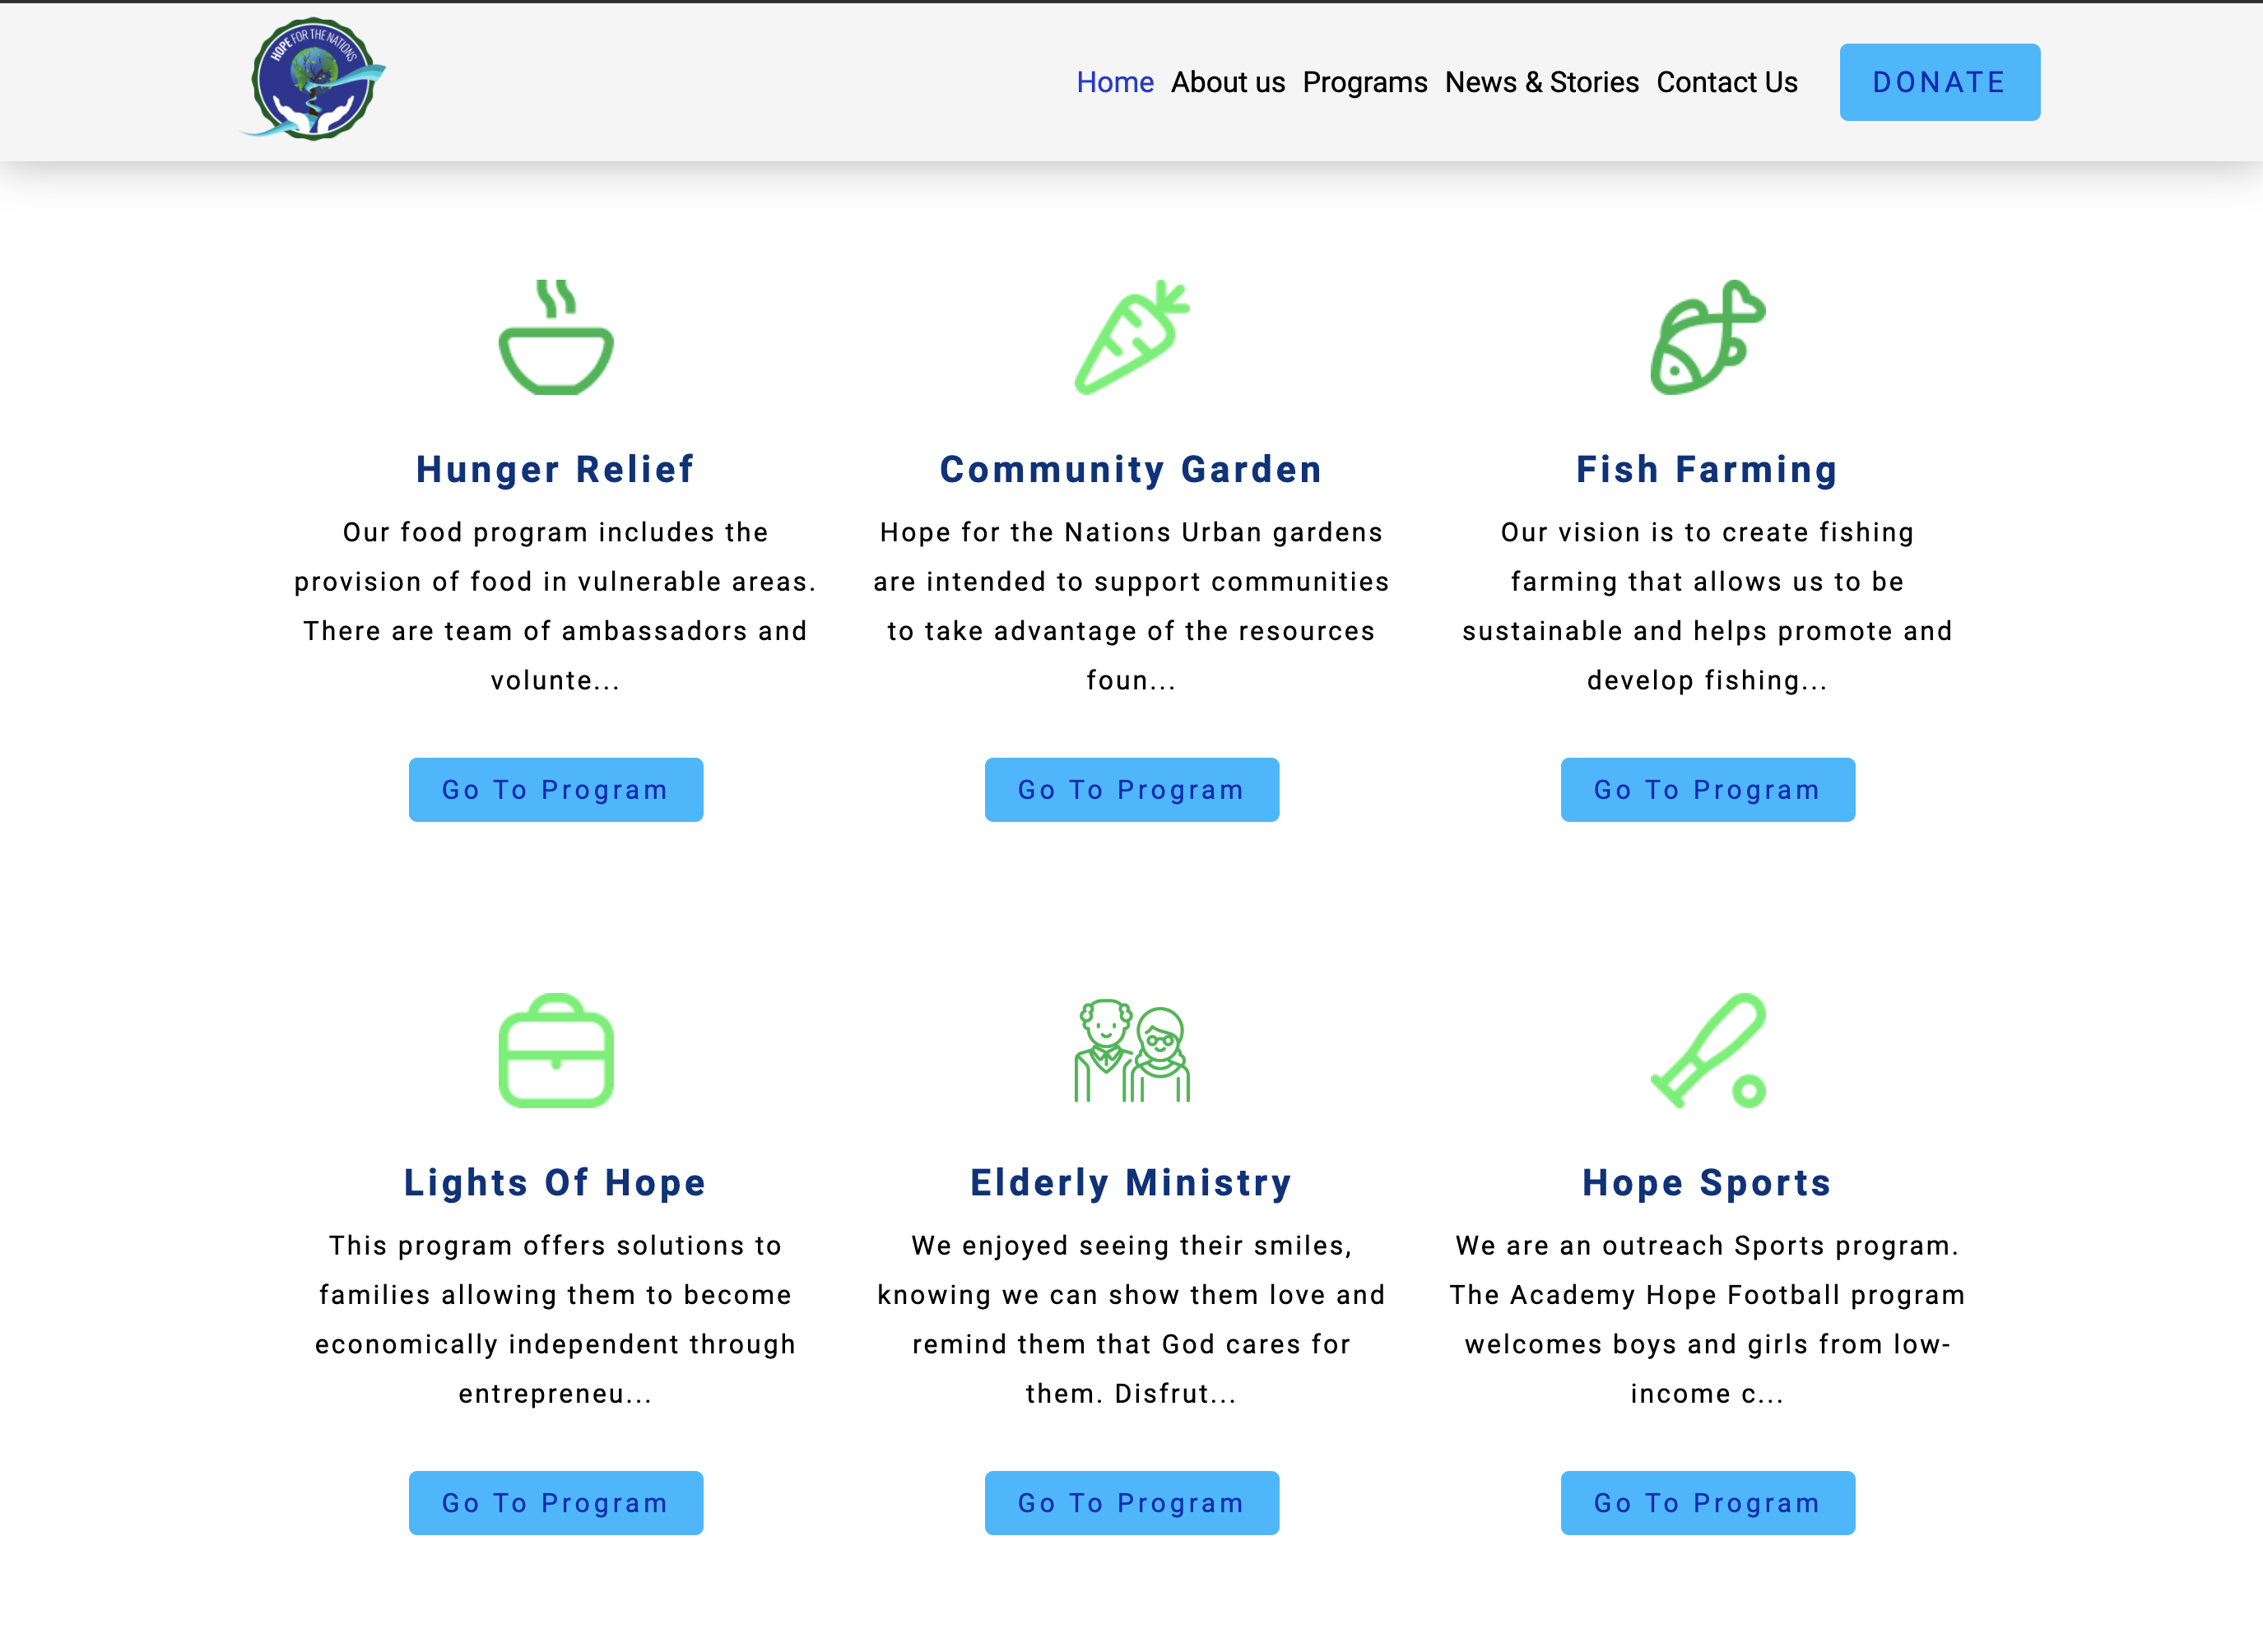 HOPE FOR THE NATIONS
Home About us Programs News & Stories Contact Us DONATE
Hunger Relief
Our food program includes the
provision of food in vulnerable areas.
There are team of ambassadors and
volunte...
Go To Program
Community Garden
Hope for the Nations Urban gardens
are intended to support communities
to take advantage of the resources
foun...
Go To Program
Fish Farming
Our vision is to create fishing
farming that allows us to be
sustainable and helps promote and
develop fishing...
Go To Program
Lights Of Hope
This program offers solutions to
families allowing them to become
economically independent through
entrepreneu...
Go To Program
Elderly Ministry
We enjoyed seeing their smiles,
knowing we can show them love and
remind them that God cares for
them. Disfrut...
Go To Program
Hope Sports
We are an outreach Sports program.
The Academy Hope Football program
welcomes boys and girls from low-
income c...
Go To Program